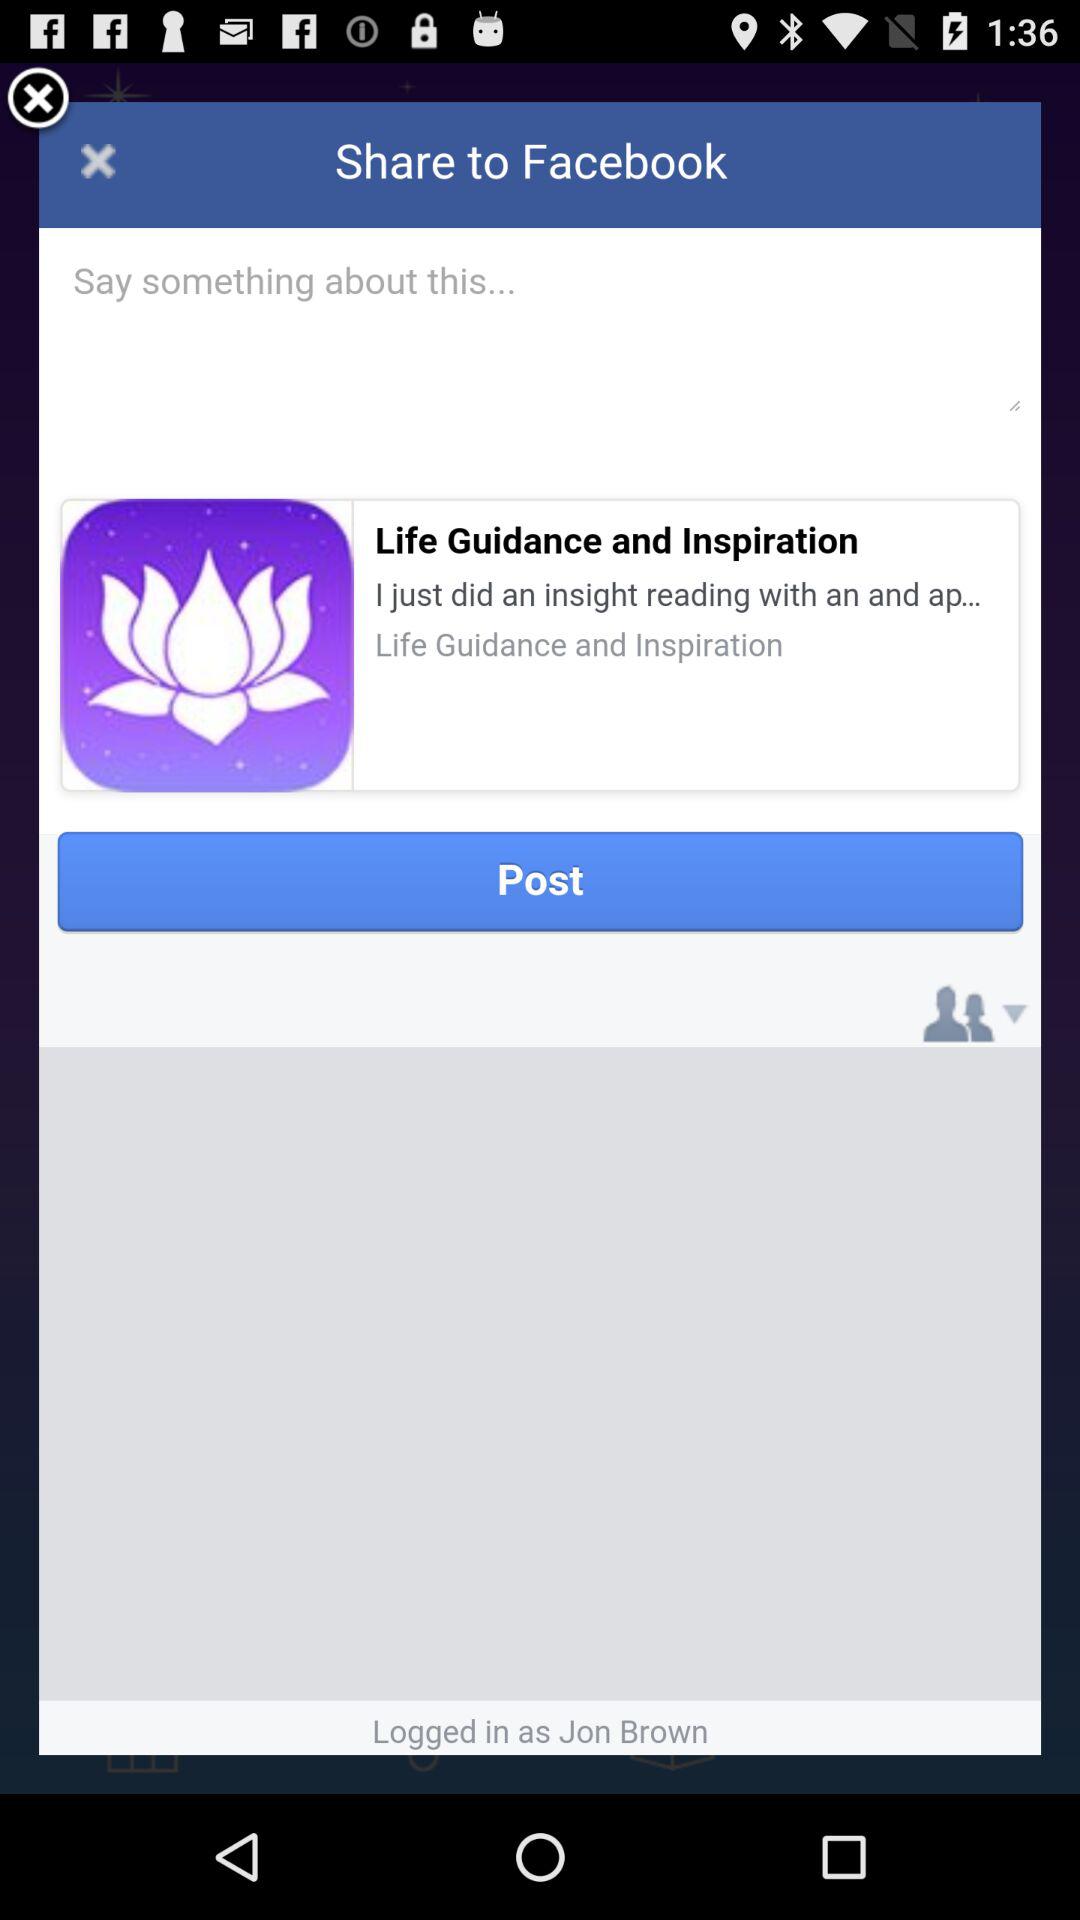 1:36
Share to Facebook
Say something about this...
Life Guidance and Inspiration
I just did an insight reading with an and ap...
Life Guidance and Inspiration
Post
Logged in as Jon Brown